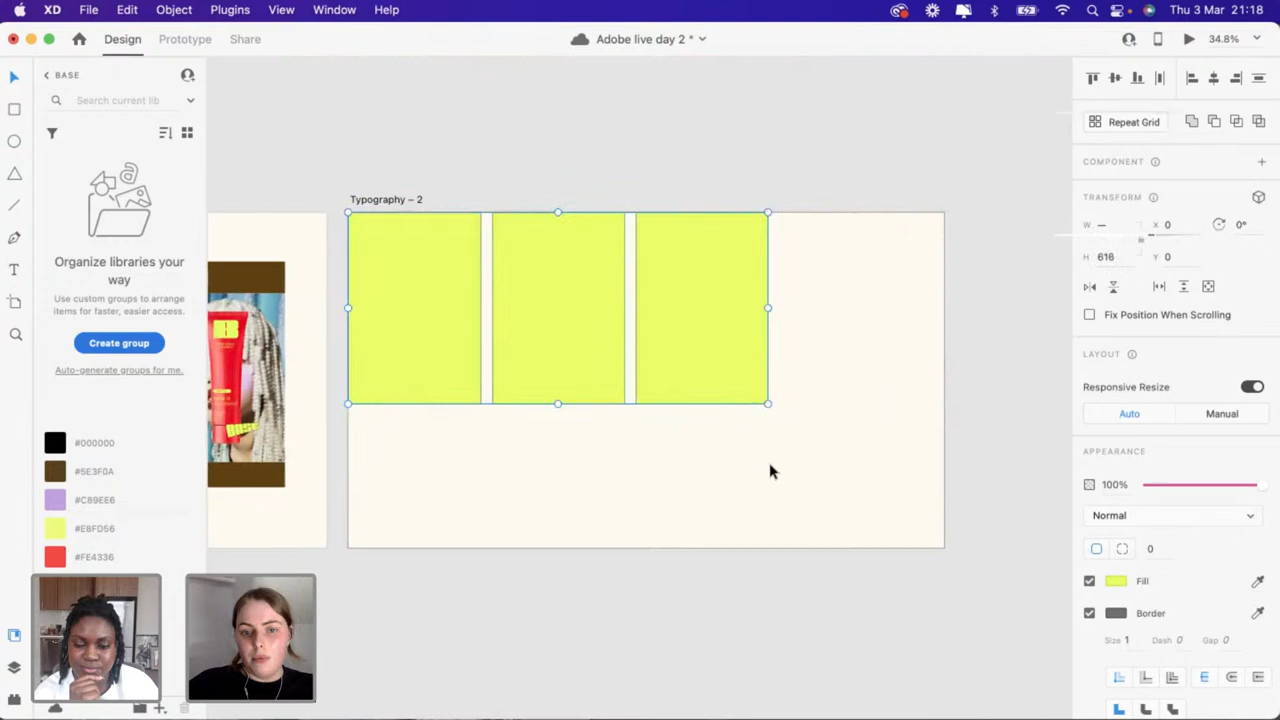 XD File Edit Object Plugins View Window Help Thu 3 Mar 21:18
Design Prototype Share Adobe live day 2 * 34.8%
BASE
Search current lib
Organize libraries your
way
Use custom groups to arrange
items for faster, easier access.
Create group
Auto-generate groups for me.
#000000
#5E3F0A
#C89EE6
#E8FD56
#FE4336
Typography – 2
Repeat Grid
COMPONENT
TRANSFORM
W — X 0 0°
H 616 Y 0
Fix Position When Scrolling
LAYOUT
Responsive Resize
Auto Manual
APPEARANCE
100%
Normal
0
Fill
Border
Size 1 Dash 0 Gap 0